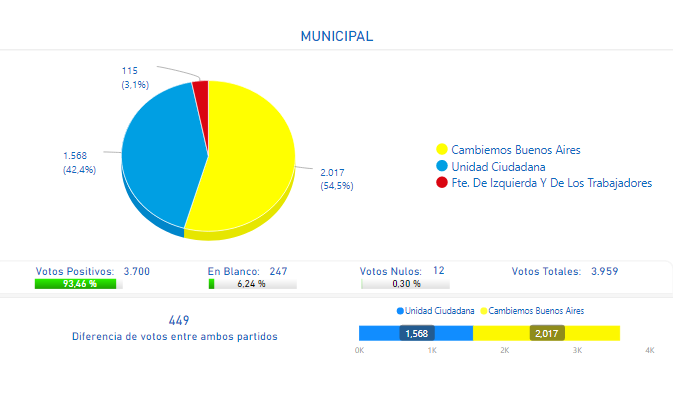 MUNICIPAL
115
(3,1%)
1.568
(42,4%)
2.017
(54,5%)
Cambiemos Buenos Aires
Unidad Ciudadana
Fte. De Izquierda Y De Los Trabajadores
Votos Positivos: 3.700
93,46 %
En Blanco: 247
6,24 %
Votos Nulos: 12
0,30 %
Votos Totales: 3.959
449
Diferencia de votos entre ambos partidos
Unidad Ciudadana Cambiemos Buenos Aires
1,568 2,017
0K 1K 2K 3K 4K